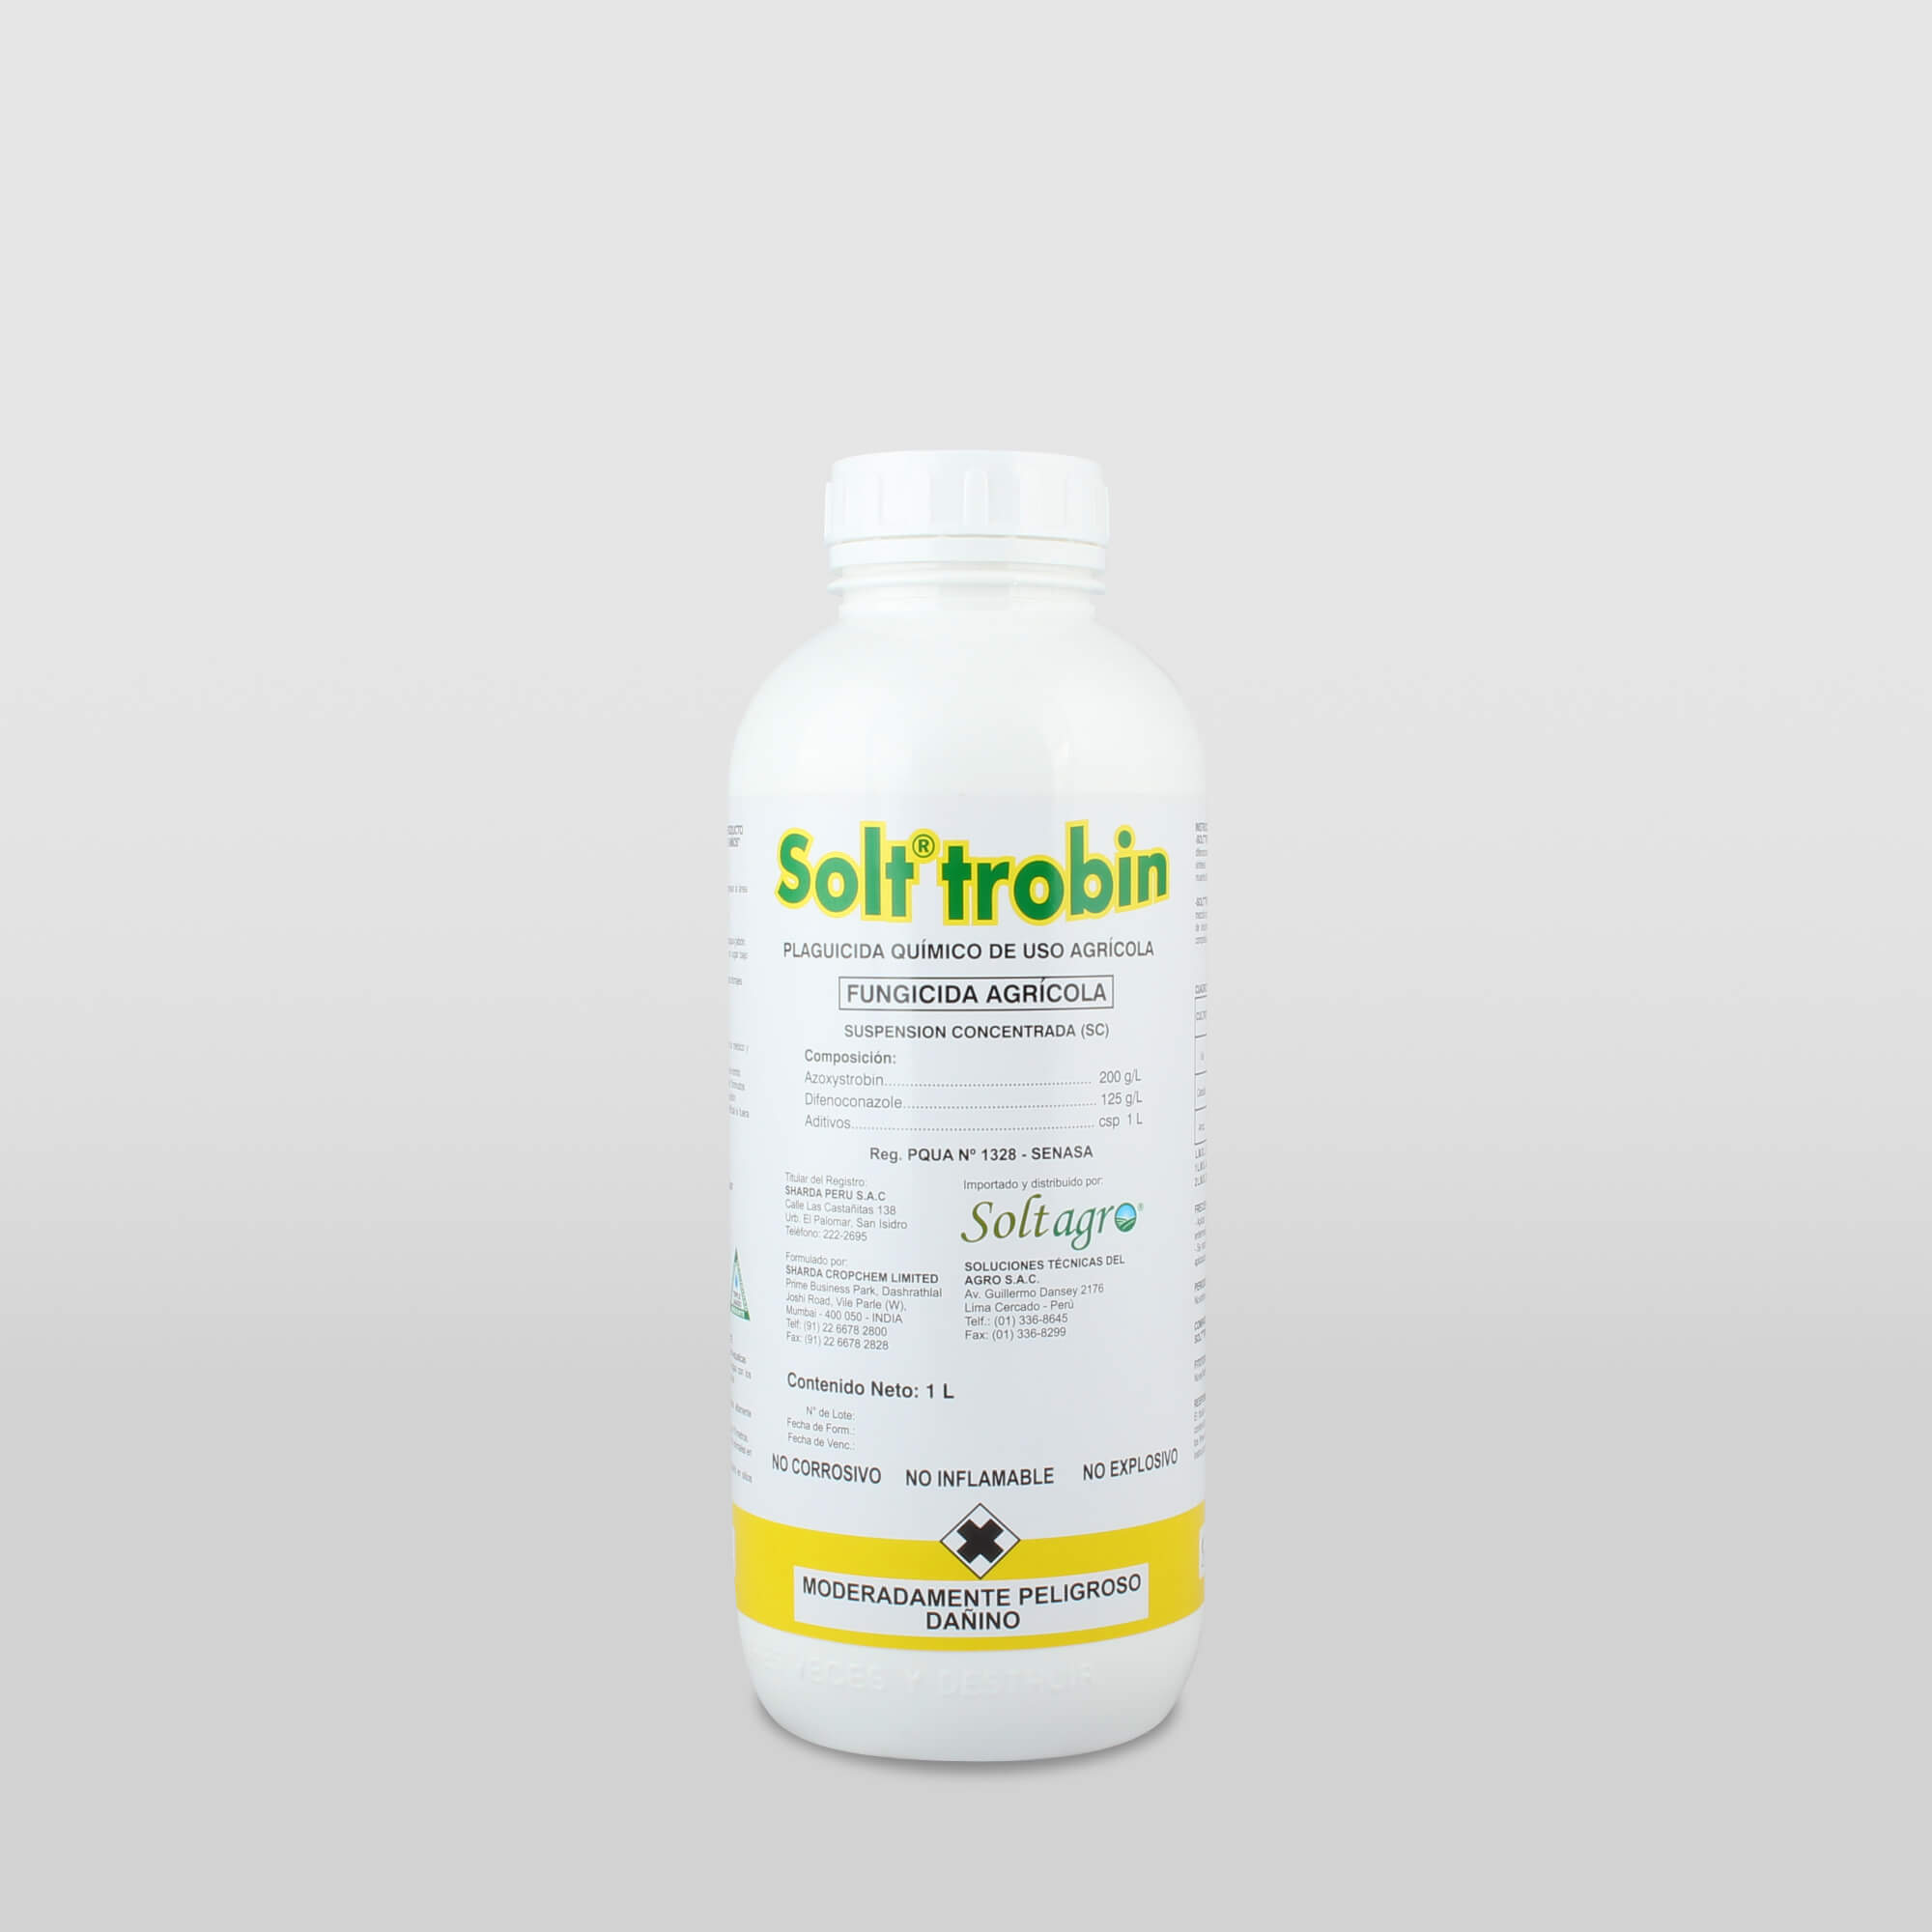 Solt® trobin
PLAGUICIDA QUÍMICO DE USO AGRÍCOLA
FUNGICIDA AGRÍCOLA
SUSPENSION CONCENTRADA (SC)
Composición:
Azoxystrobin............................................... 200 g/L
Difenoconazole............................................ 125 g/L
Aditivos....................................................... csp 1 L
Reg. PQUA Nº 1328 - SENASA
Titular del Registro:
SHARDA PERU S.A.C
Calle Las Castañitas 138
Urb. El Palomar, San Isidro
Teléfono: 222-2695
Formulado por:
SHARDA CROPCHEM LIMITED
Prime Business Park, Dashrathlal
Joshi Road, Vile Parle (W),
Mumbai - 400 050 - INDIA
Telf: (91) 22 6678 2800
Fax: (91) 22 6678 2828
Importado y distribuido por:
Soltagro®
SOLUCIONES TÉCNICAS DEL
AGRO S.A.C.
Av. Guillermo Dansey 2176
Lima Cercado - Perú
Telf.: (01) 336-8645
Fax: (01) 336-8299
Contenido Neto: 1 L
N° de Lote:
Fecha de Form.:
Fecha de Venc.:
NO CORROSIVO NO INFLAMABLE NO EXPLOSIVO
MODERADAMENTE PELIGROSO
DAÑINO
VECES Y DESTRUIR